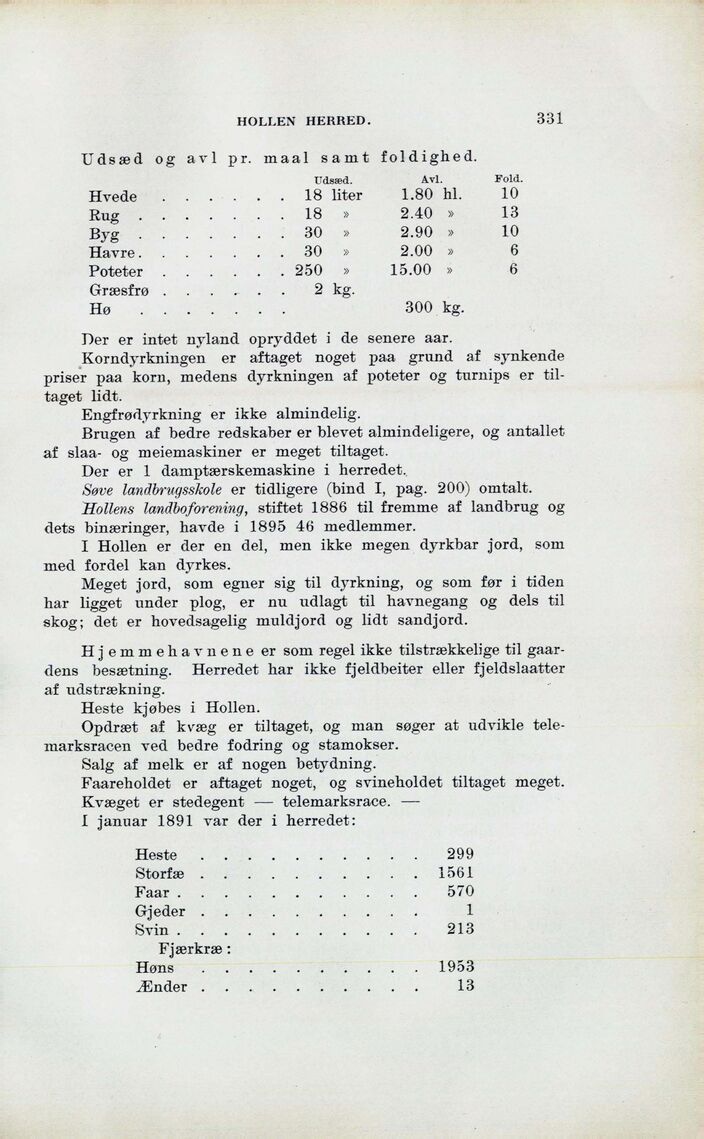 HOLLEN HERRED. 331
Udsæd og avl pr. maal samt foldighed.
Udsæd. Avl. Fold.
Hvede . . . . . . 18 liter 1.80 hl. 10
Rug . . . . . . . 18 » 2.40 » 13
Byg . . . . . . . 30 » 2.90 » 10
Havre . . . . . . . 30 » 2.00 » 6
Poteter . . . . . . 250 » 15.00 » 6
Græsfrø . . . . . . 2 kg.
Hø . . . . . . . 300 kg.
Der er intet nyland opryddet i de senere aar.
Korndyrkningen er aftaget noget paa grund af synkende
priser paa korn, medens dyrkningen af poteter og turnips er til-
taget lidt.
Engfrødyrkning er ikke almindelig.
Brugen af bedre redskaber er blevet almindeligere, og antallet
af slaa- og meiemaskiner er meget tiltaget.
Der er 1 damptærskemaskine i herredet.
Søve landbrugsskole er tidligere (bind I, pag. 200) omtalt.
Hollens landboforening, stiftet 1886 til fremme af landbrug og
dets binæringer, havde i 1895 46 medlemmer.
I Hollen er der en del, men ikke megen dyrkbar jord, som
med fordel kan dyrkes.
Meget jord, som egner sig til dyrkning, og som før i tiden
har ligget under plog, er nu udlagt til havnegang og dels til
skog; det er hovedsagelig muldjord og lidt sandjord.
Hjemmehavnene er som regel ikke tilstrækkelige til gaar-
dens besætning. Herredet har ikke fjeldbeiter eller fjeldslaatter
af udstrækning.
Heste kjøbes i Hollen.
Opdræt af kvæg er tiltaget, og man søger at udvikle tele-
marksracen ved bedre fodring og stamokser.
Salg af melk er af nogen betydning.
Faareholdet er aftaget noget, og svineholdet tiltaget meget.
Kvæget er stedegent — telemarksrace. —
I januar 1891 var der i herredet:
Heste . . . . . . . . . . 299
Storfæ . . . . . . . . . . 1561
Faar . . . . . . . . . . . 570
Gjeder . . . . . . . . . . 1
Svin . . . . . . . . . . . 213
Fjærkræ:
Høns . . . . . . . . . . 1953
Ænder . . . . . . . . . . 13